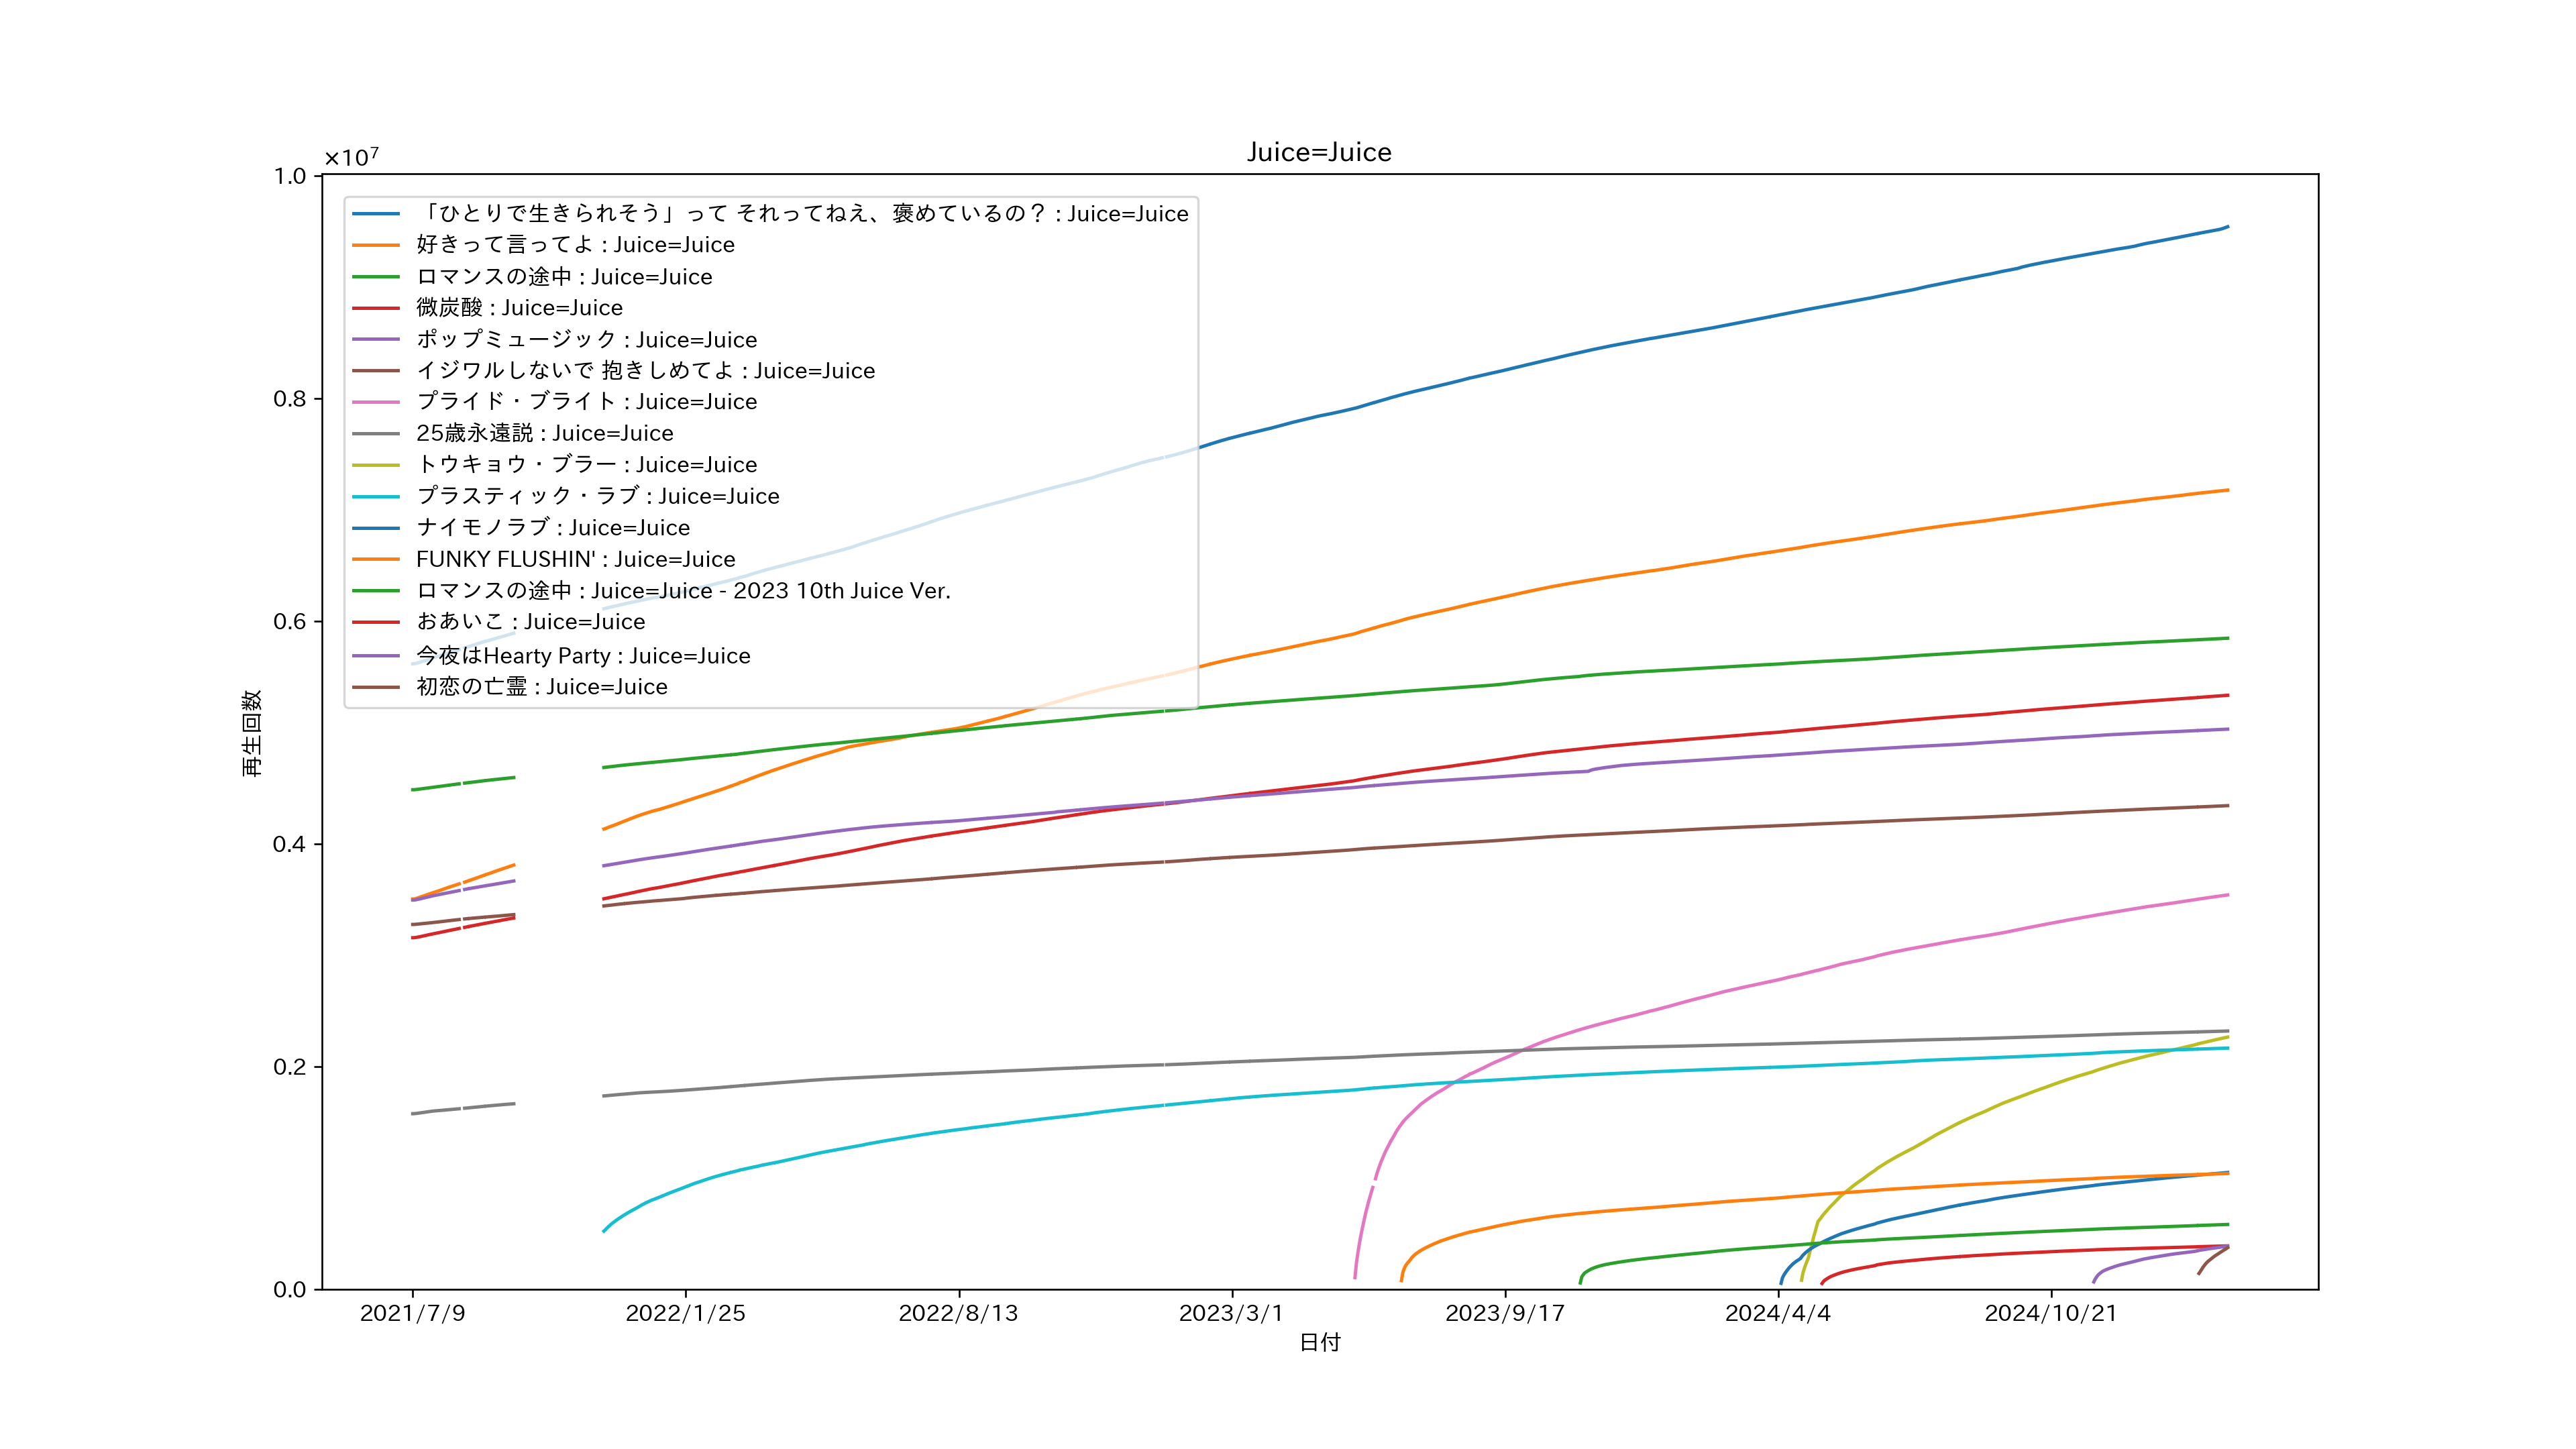 Juice=Juice
×10⁷
1.0
0.8
0.6
0.4
0.2
0.0
再生回数
「ひとりで生きられそう」って それってねえ、褒めているの？ : Juice=Juice
好きって言ってよ : Juice=Juice
ロマンスの途中 : Juice=Juice
微炭酸 : Juice=Juice
ポップミュージック : Juice=Juice
イジワルしないで 抱きしめてよ : Juice=Juice
プライド・ブライト : Juice=Juice
25歳永遠説 : Juice=Juice
トウキョウ・ブラー : Juice=Juice
プラスティック・ラブ : Juice=Juice
ナイモノラブ : Juice=Juice
FUNKY FLUSHIN' : Juice=Juice
ロマンスの途中 : Juice=Juice - 2023 10th Juice Ver.
おあいこ : Juice=Juice
今夜はHearty Party : Juice=Juice
初恋の亡霊 : Juice=Juice
2021/7/9 2022/1/25 2022/8/13 2023/3/1 2023/9/17 2024/4/4 2024/10/21
日付